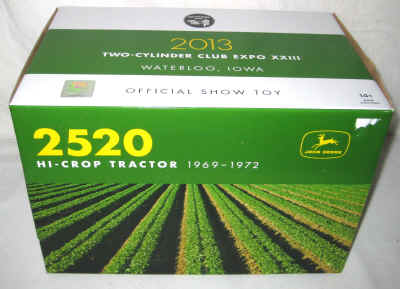 2013
TWO-CYLINDER CLUB EXPO XXIII
WATERLOO, IOWA
OFFICIAL SHOW TOY
14+
2520
HI-CROP TRACTOR 1969–1972
JOHN DEERE